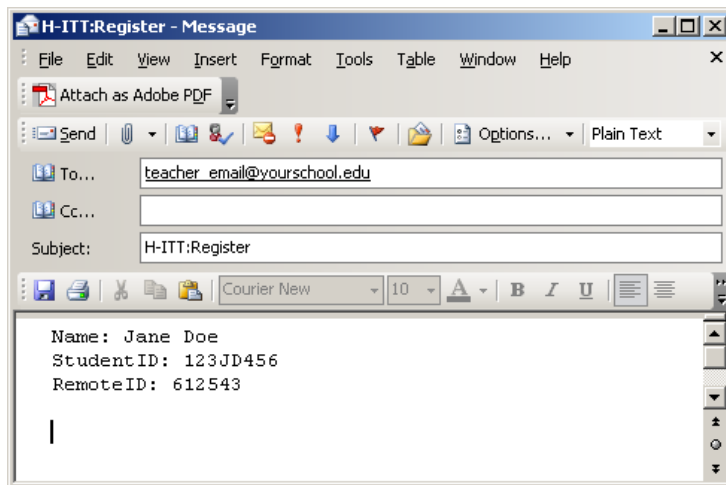 H-ITT:Register - Message
File Edit View Insert Format Tools Table Window Help
Attach as Adobe PDF
Send Options... Plain Text
To... teacher_email@yourschool.edu
Cc...
Subject: H-ITT:Register
Courier New 10 A B I U
Name: Jane Doe
StudentID: 123JD456
RemoteID: 612543